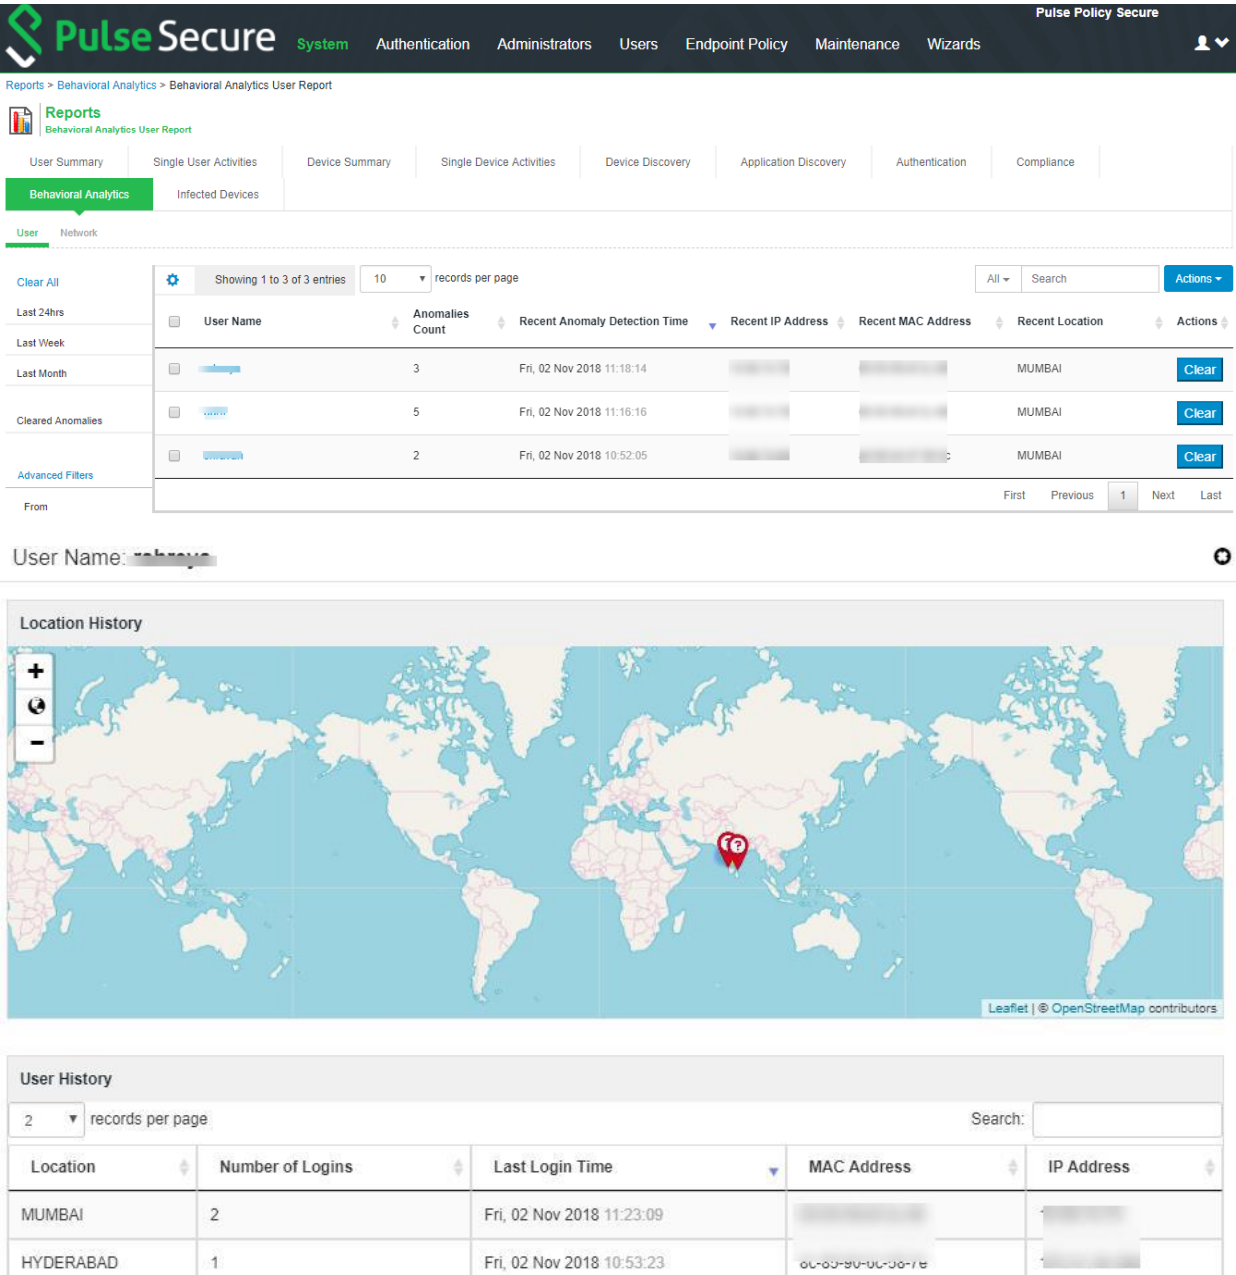 Pulse Policy Secure
Pulse Secure System Authentication Administrators Users Endpoint Policy Maintenance Wizards
Reports > Behavioral Analytics > Behavioral Analytics User Report
Reports
Behavioral Analytics User Report
User Summary Single User Activities Device Summary Single Device Activities Device Discovery Application Discovery Authentication Compliance
Behavioral Analytics Infected Devices
User Network
Clear All
Last 24hrs
Last Week
Last Month
Cleared Anomalies
Advanced Filters
From
Showing 1 to 3 of 3 entries 10 records per page All Search Actions
User Name Anomalies Count Recent Anomaly Detection Time Recent IP Address Recent MAC Address Recent Location Actions
3 Fri, 02 Nov 2018 11:18:14 MUMBAI Clear
5 Fri, 02 Nov 2018 11:16:16 MUMBAI Clear
2 Fri, 02 Nov 2018 10:52:05 MUMBAI Clear
First Previous 1 Next Last
User Name:
Location History
+
−
? ?
Leaflet | © OpenStreetMap contributors
User History
2 records per page Search:
Location Number of Logins Last Login Time MAC Address IP Address
MUMBAI 2 Fri, 02 Nov 2018 11:23:09
HYDERABAD 1 Fri, 02 Nov 2018 10:53:23